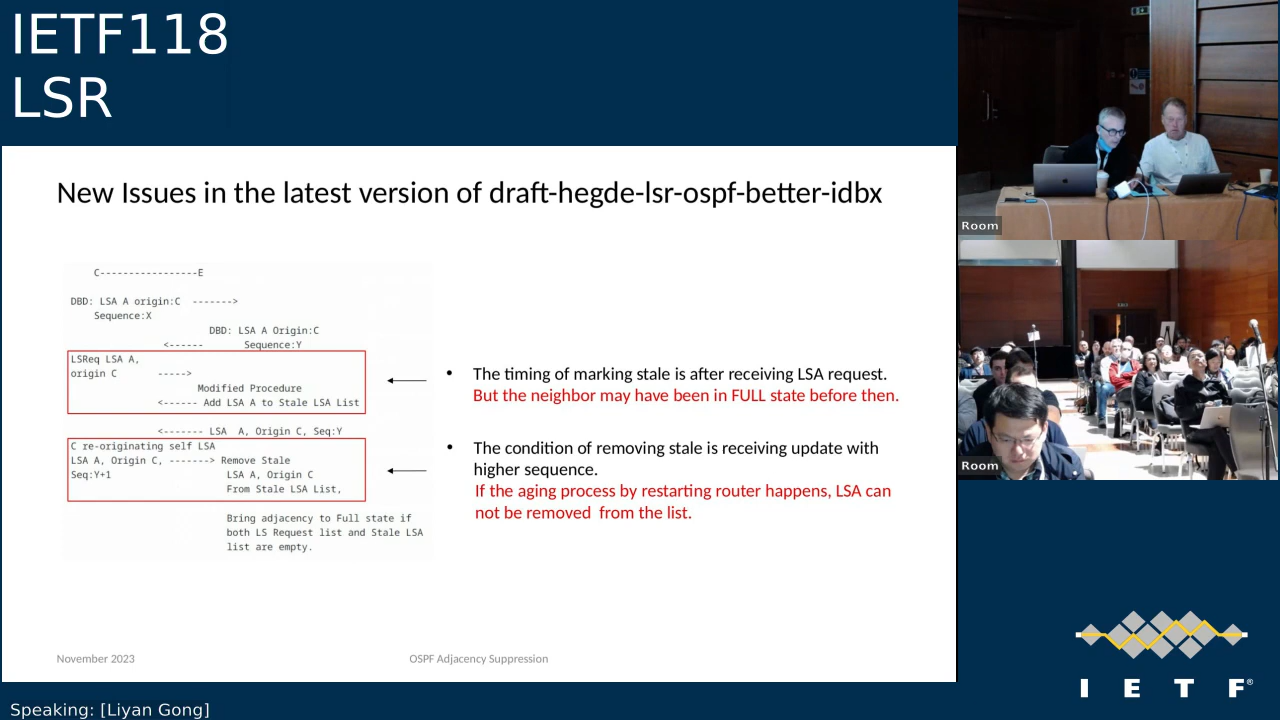 IETF118
LSR
New Issues in the latest version of draft-hegde-lsr-ospf-better-idbx
C-----------------E
DBD: LSA A origin:C ------->
Sequence:X
DBD: LSA A Origin:C
<------ Sequence:Y
LSReq LSA A,
origin C ----->
Modified Procedure
<------ Add LSA A to Stale LSA List
<------- LSA A, Origin C, Seq:Y
C re-originating self LSA
LSA A, Origin C, -------> Remove Stale
Seq:Y+1 LSA A, Origin C
From Stale LSA List,
Bring adjacency to Full state if
both LS Request list and Stale LSA
list are empty.
• The timing of marking stale is after receiving LSA request.
But the neighbor may have been in FULL state before then.
• The condition of removing stale is receiving update with
higher sequence.
If the aging process by restarting router happens, LSA can
not be removed from the list.
November 2023
OSPF Adjacency Suppression
Room
Room
I E T F®
Speaking: [Liyan Gong]